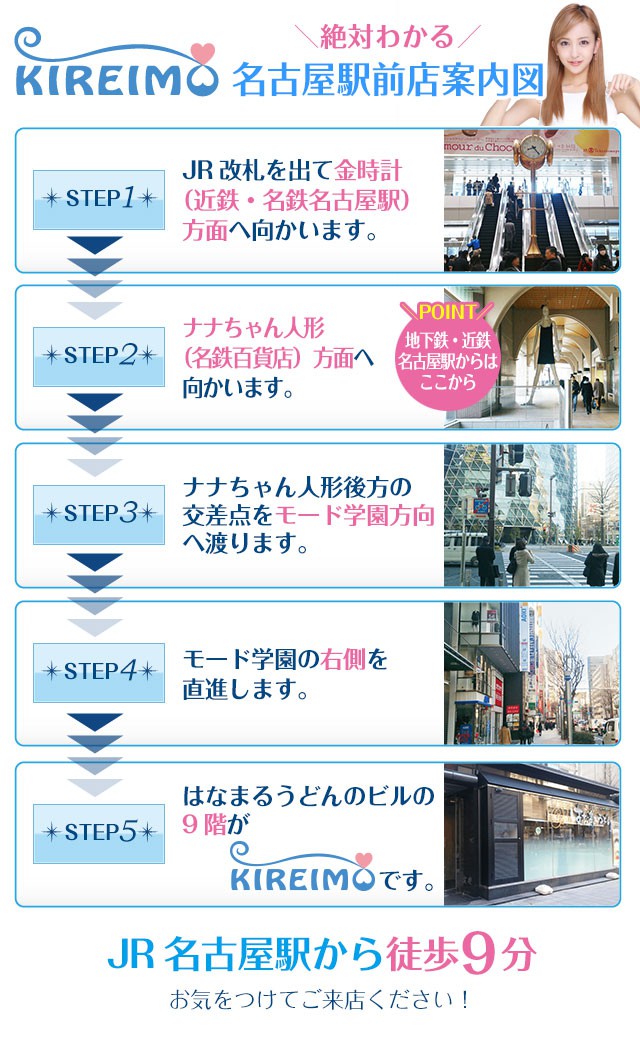 ＼絶対わかる／
KIREIMO 名古屋駅前店案内図
STEP1
JR改札を出て金時計
（近鉄・名鉄名古屋駅）
方面へ向かいます。
mour du Choc
STEP2
ナナちゃん人形
（名鉄百貨店）方面へ
向かいます。
POINT
地下鉄・近鉄
名古屋駅からは
ここから
STEP3
ナナちゃん人形後方の
交差点をモード学園方向
へ渡ります。
STEP4
モード学園の右側を
直進します。
STEP5
はなまるうどんのビルの
9階が
KIREIMOです。
JR名古屋駅から徒歩9分
お気をつけてご来店ください！